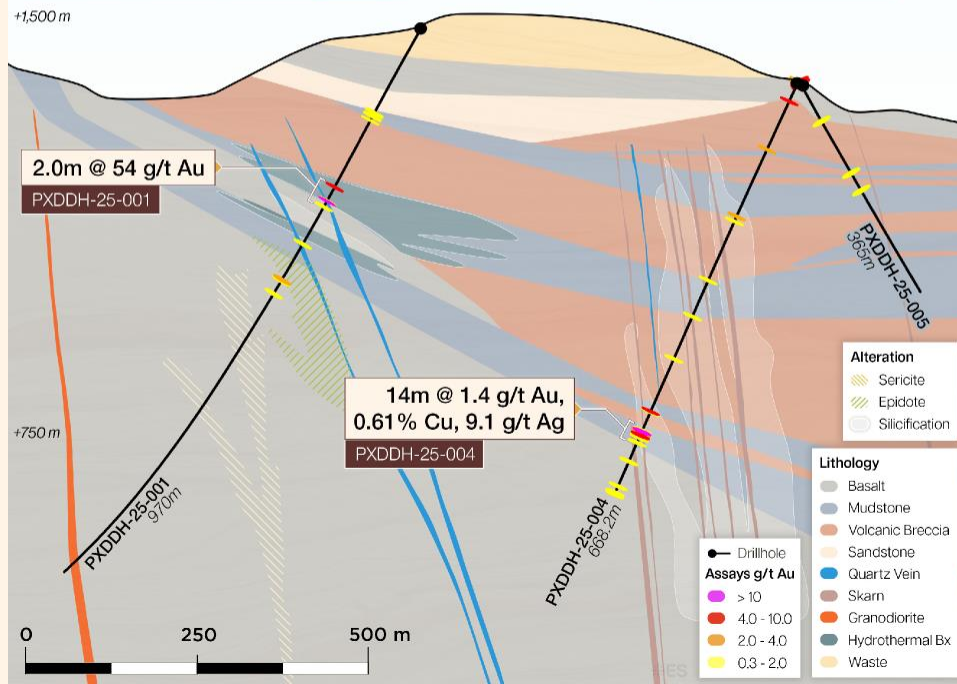 +1,500 m
2.0m @ 54 g/t Au
PXDDH-25-001
PXDDH-25-005
365m
14m @ 1.4 g/t Au,
0.61% Cu, 9.1 g/t Ag
PXDDH-25-004
+750 m
PXDDH-25-001
970m
PXDDH-25-004
668.2m
Alteration
Sericite
Epidote
Silicification
Lithology
Basalt
Mudstone
Volcanic Breccia
Sandstone
Quartz Vein
Skarn
Granodiorite
Hydrothermal Bx
Waste
Drillhole
Assays g/t Au
> 10
4.0 - 10.0
2.0 - 4.0
0.3 - 2.0
0 250 500 m